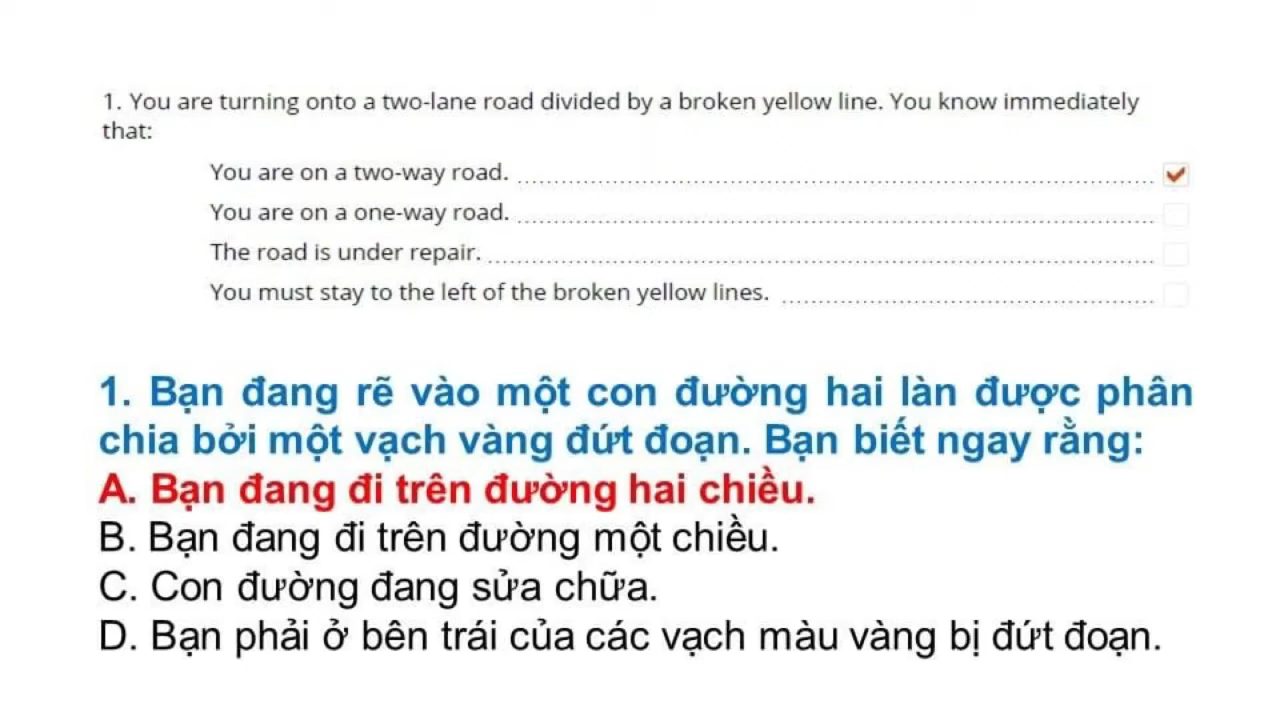 1. You are turning onto a two-lane road divided by a broken yellow line. You know immediately
that:
You are on a two-way road.
You are on a one-way road.
The road is under repair.
You must stay to the left of the broken yellow lines.
1. Bạn đang rẽ vào một con đường hai làn được phân
chia bởi một vạch vàng đứt đoạn. Bạn biết ngay rằng:
A. Bạn đang đi trên đường hai chiều.
B. Bạn đang đi trên đường một chiều.
C. Con đường đang sửa chữa.
D. Bạn phải ở bên trái của các vạch màu vàng bị đứt đoạn.